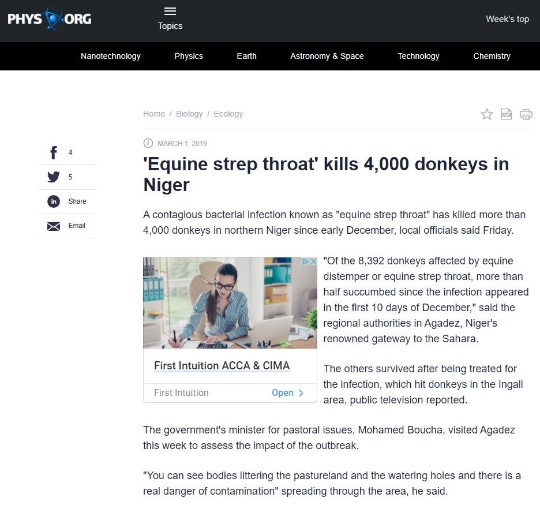 PHYS ORG
Topics
Week's top
Nanotechnology Physics Earth Astronomy & Space Technology Chemistry
Home / Biology / Ecology
MARCH 1, 2019
'Equine strep throat' kills 4,000 donkeys in
Niger
4
5
Share
Email
A contagious bacterial infection known as "equine strep throat" has killed more than
4,000 donkeys in northern Niger since early December, local officials said Friday.
"Of the 8,392 donkeys affected by equine
distemper or equine strep throat, more than
half succumbed since the infection appeared
in the first 10 days of December," said the
regional authorities in Agadez, Niger's
renowned gateway to the Sahara.
First Intuition ACCA & CIMA
First Intuition Open
The others survived after being treated for
the infection, which hit donkeys in the Ingall
area, public television reported.
The government's minister for pastoral issues, Mohamed Boucha, visited Agadez
this week to assess the impact of the outbreak.
"You can see bodies littering the pastureland and the watering holes and there is a
real danger of contamination" spreading through the area, he said.